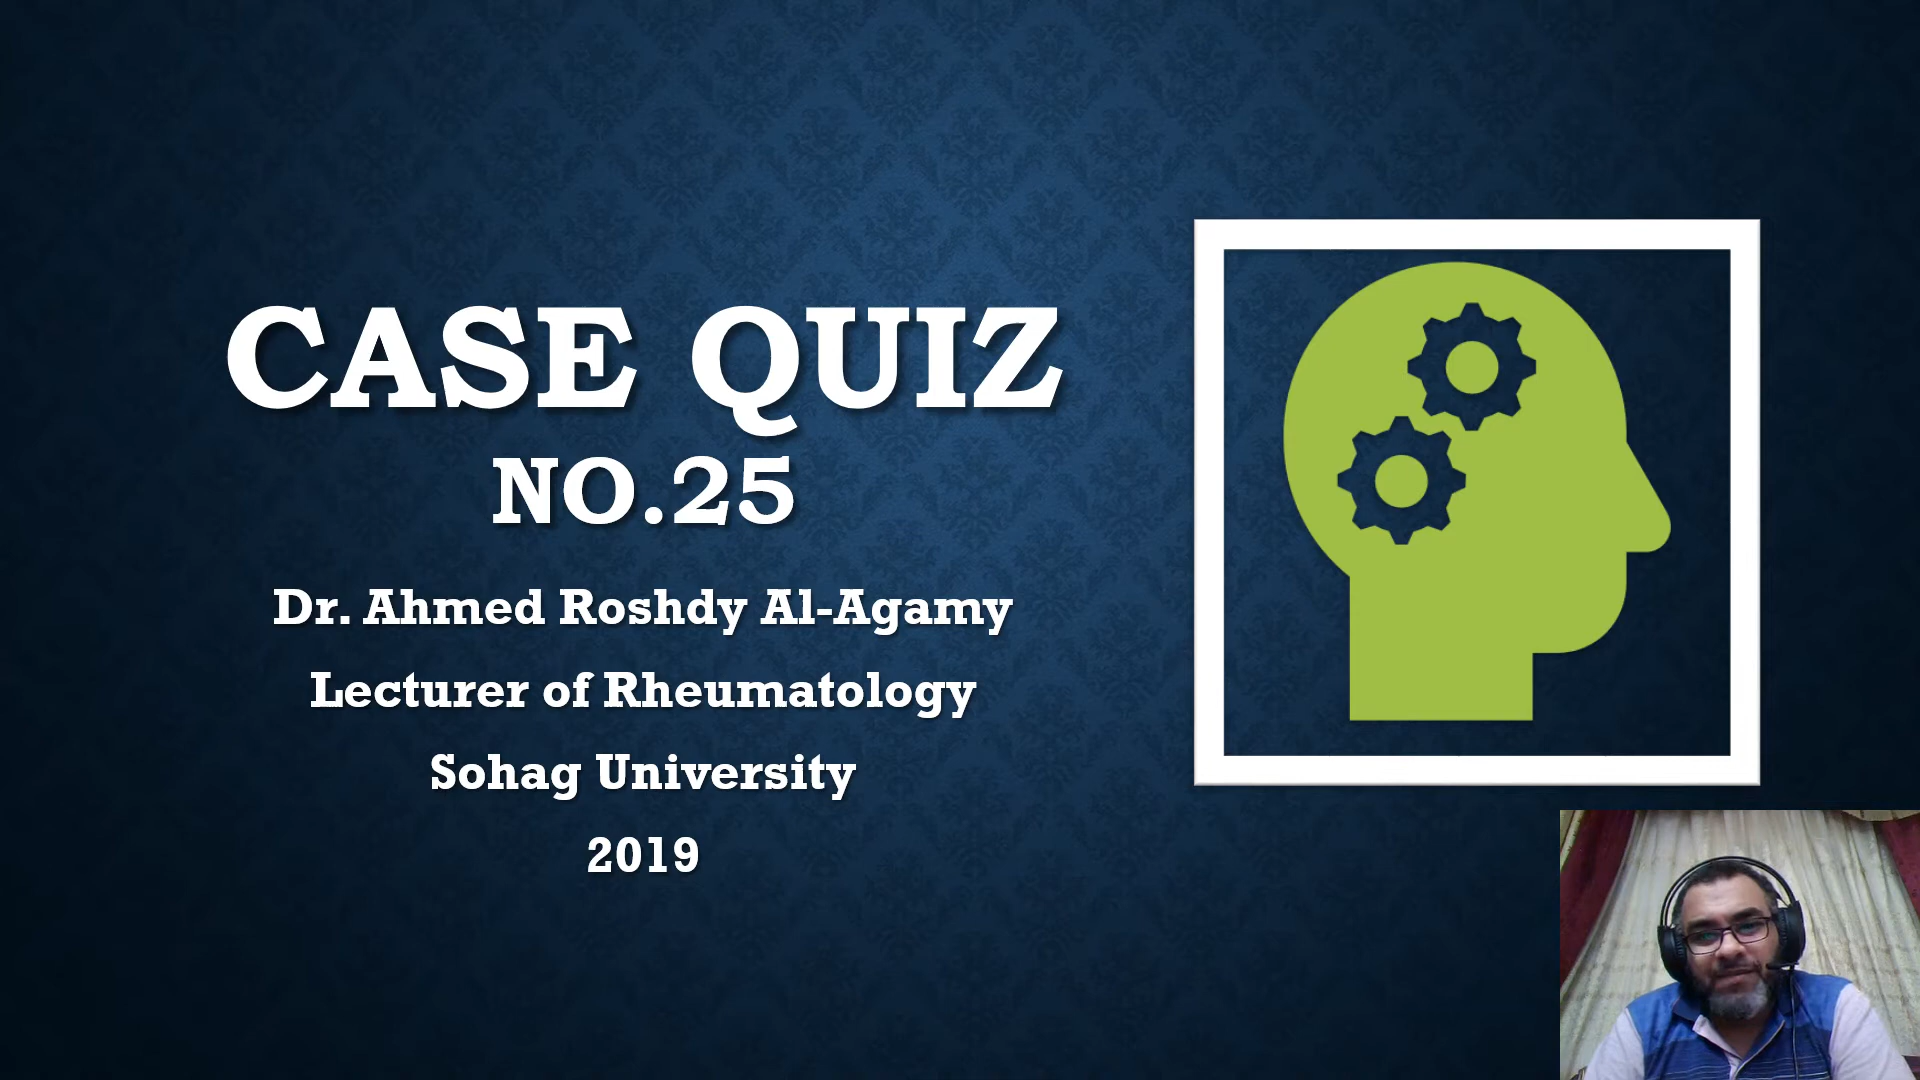 CASE QUIZ
NO.25
Dr. Ahmed Roshdy Al-Agamy
Lecturer of Rheumatology
Sohag University
2019